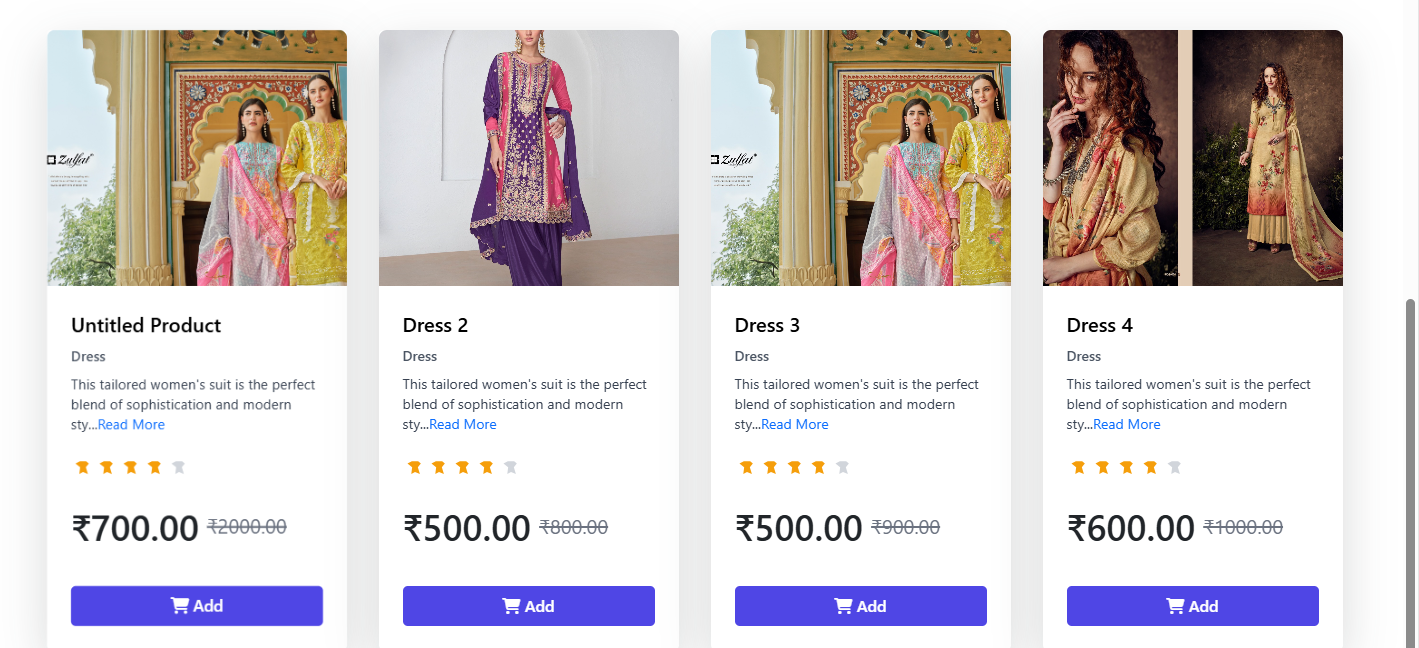 Zulfat
Zulfat
Untitled Product
Dress
This tailored women's suit is the perfect
blend of sophistication and modern
sty...Read More
₹700.00 ₹2000.00
Add
Dress 2
Dress
This tailored women's suit is the perfect
blend of sophistication and modern
sty...Read More
₹500.00 ₹800.00
Add
Dress 3
Dress
This tailored women's suit is the perfect
blend of sophistication and modern
sty...Read More
₹500.00 ₹900.00
Add
Dress 4
Dress
This tailored women's suit is the perfect
blend of sophistication and modern
sty...Read More
₹600.00 ₹1000.00
Add